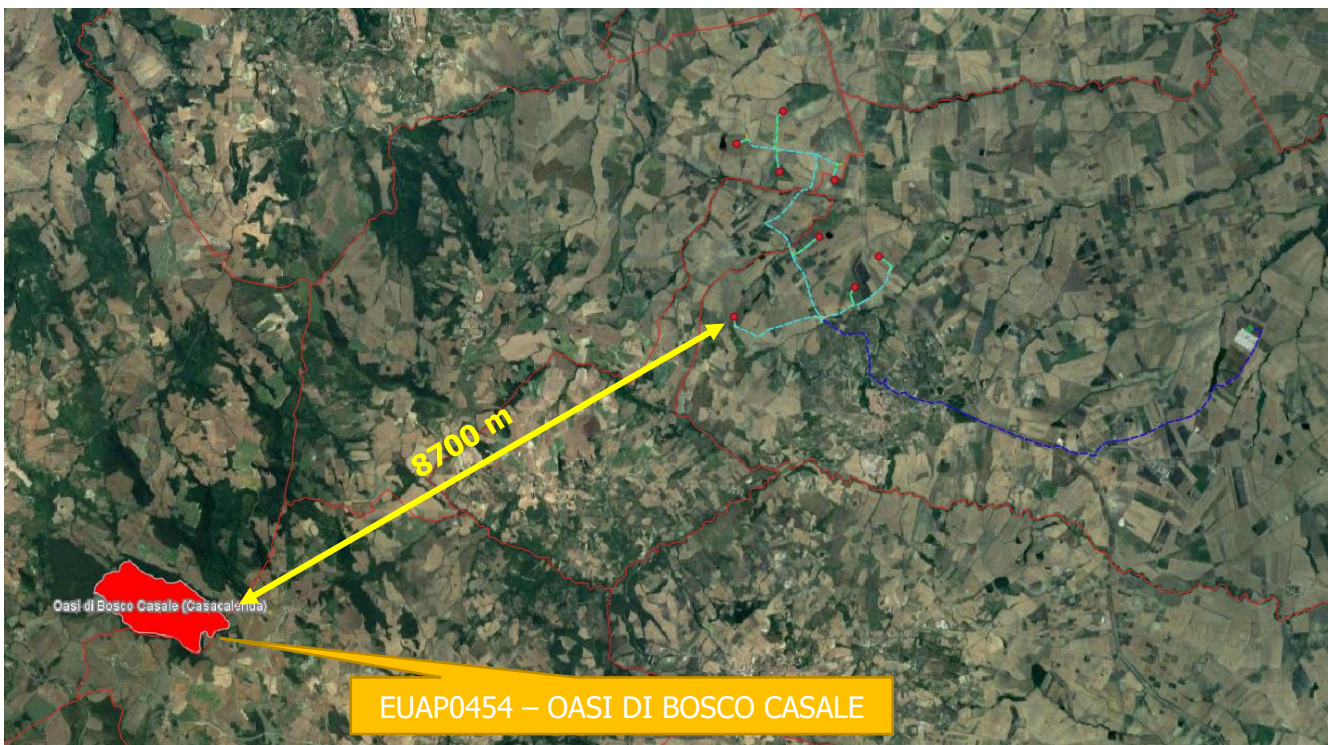 8700 m
Oasi di Bosco Casale (Casacalenda)
EUAP0454 – OASI DI BOSCO CASALE